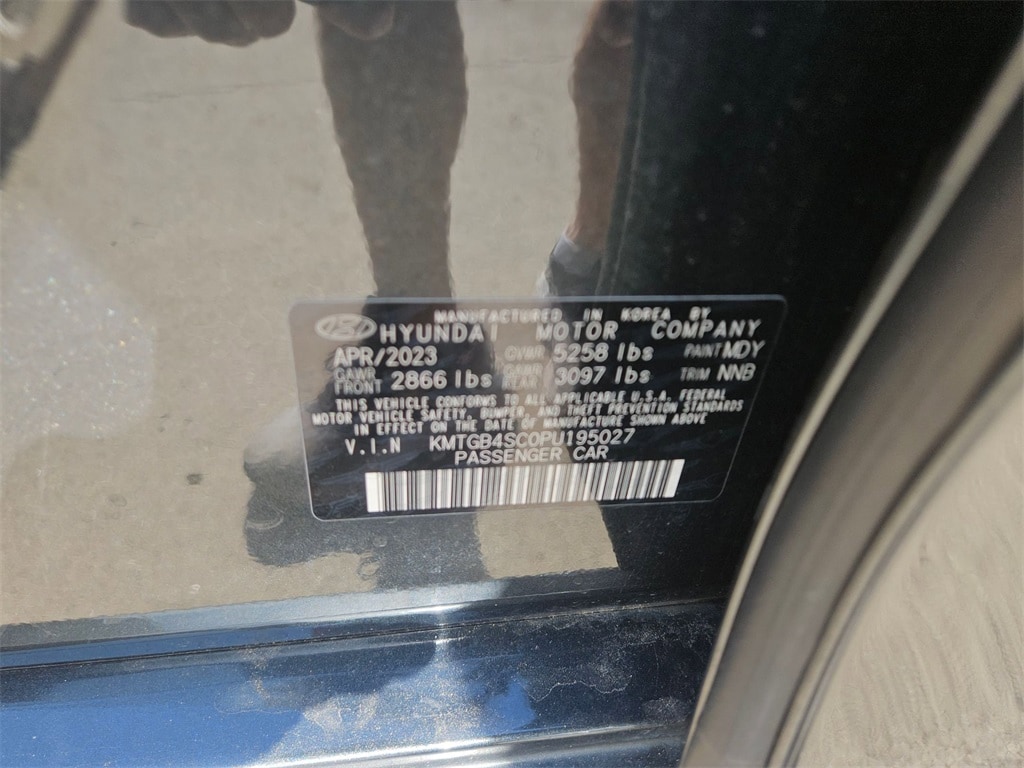 MANUFACTURED IN KOREA BY
HYUNDAI MOTOR COMPANY
APR/2023 GVWR 5258 lbs PAINT MDY
GAWR FRONT 2866 lbs GAWR REAR 3097 lbs TRIM NNB
THIS VEHICLE CONFORMS TO ALL APPLICABLE U.S.A. FEDERAL
MOTOR VEHICLE SAFETY, BUMPER, AND THEFT PREVENTION STANDARDS
IN EFFECT ON THE DATE OF MANUFACTURE SHOWN ABOVE
V.I.N KMTGB4SC0PU195027
PASSENGER CAR